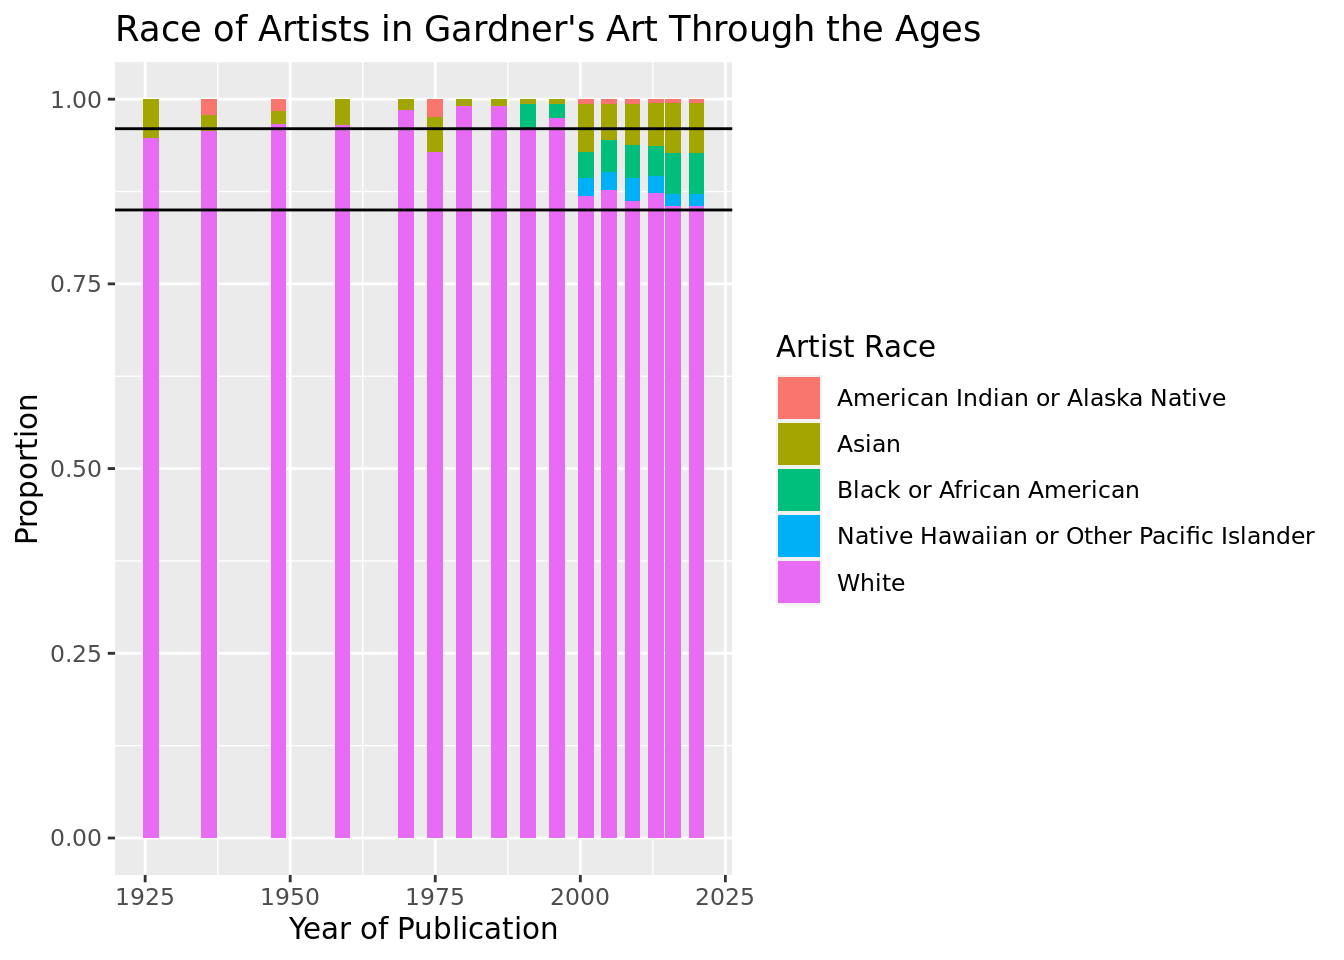 Race of Artists in Gardner's Art Through the Ages
1.00
0.75
0.50
0.25
0.00
Proportion
1925 1950 1975 2000 2025
Year of Publication
Artist Race
American Indian or Alaska Native
Asian
Black or African American
Native Hawaiian or Other Pacific Islander
White